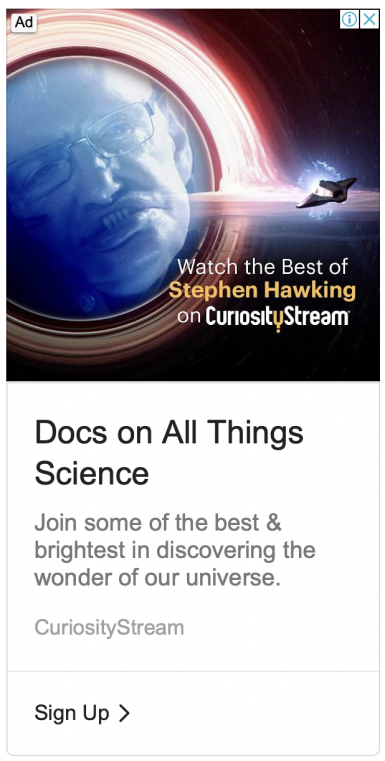 Ad
Watch the Best of
Stephen Hawking
on CuriosityStream
Docs on All Things
Science
Join some of the best &
brightest in discovering the
wonder of our universe.
CuriosityStream
Sign Up >